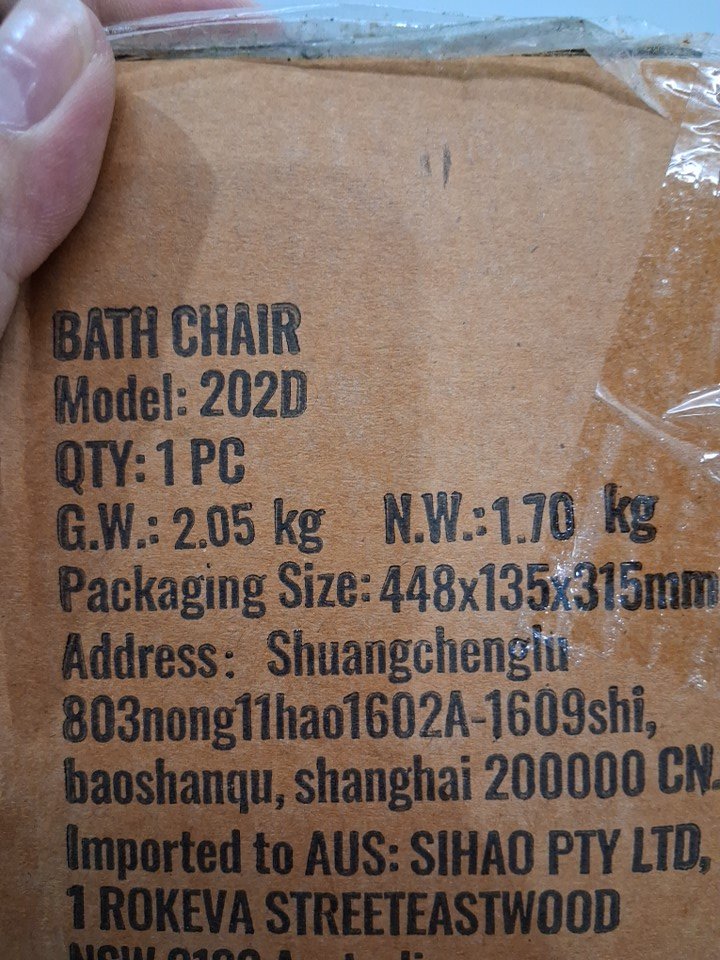 BATH CHAIR
Model: 202D
QTY: 1 PC
G.W.: 2.05 kg N.W.: 1.70 kg
Packaging Size: 448x135x315mm
Address: Shuangchenglu
803nong11hao1602A-1609shi,
baoshanqu, shanghai 200000 CN.
Imported to AUS: SIHAO PTY LTD,
1 ROKEVA STREETEASTWOOD
NSW